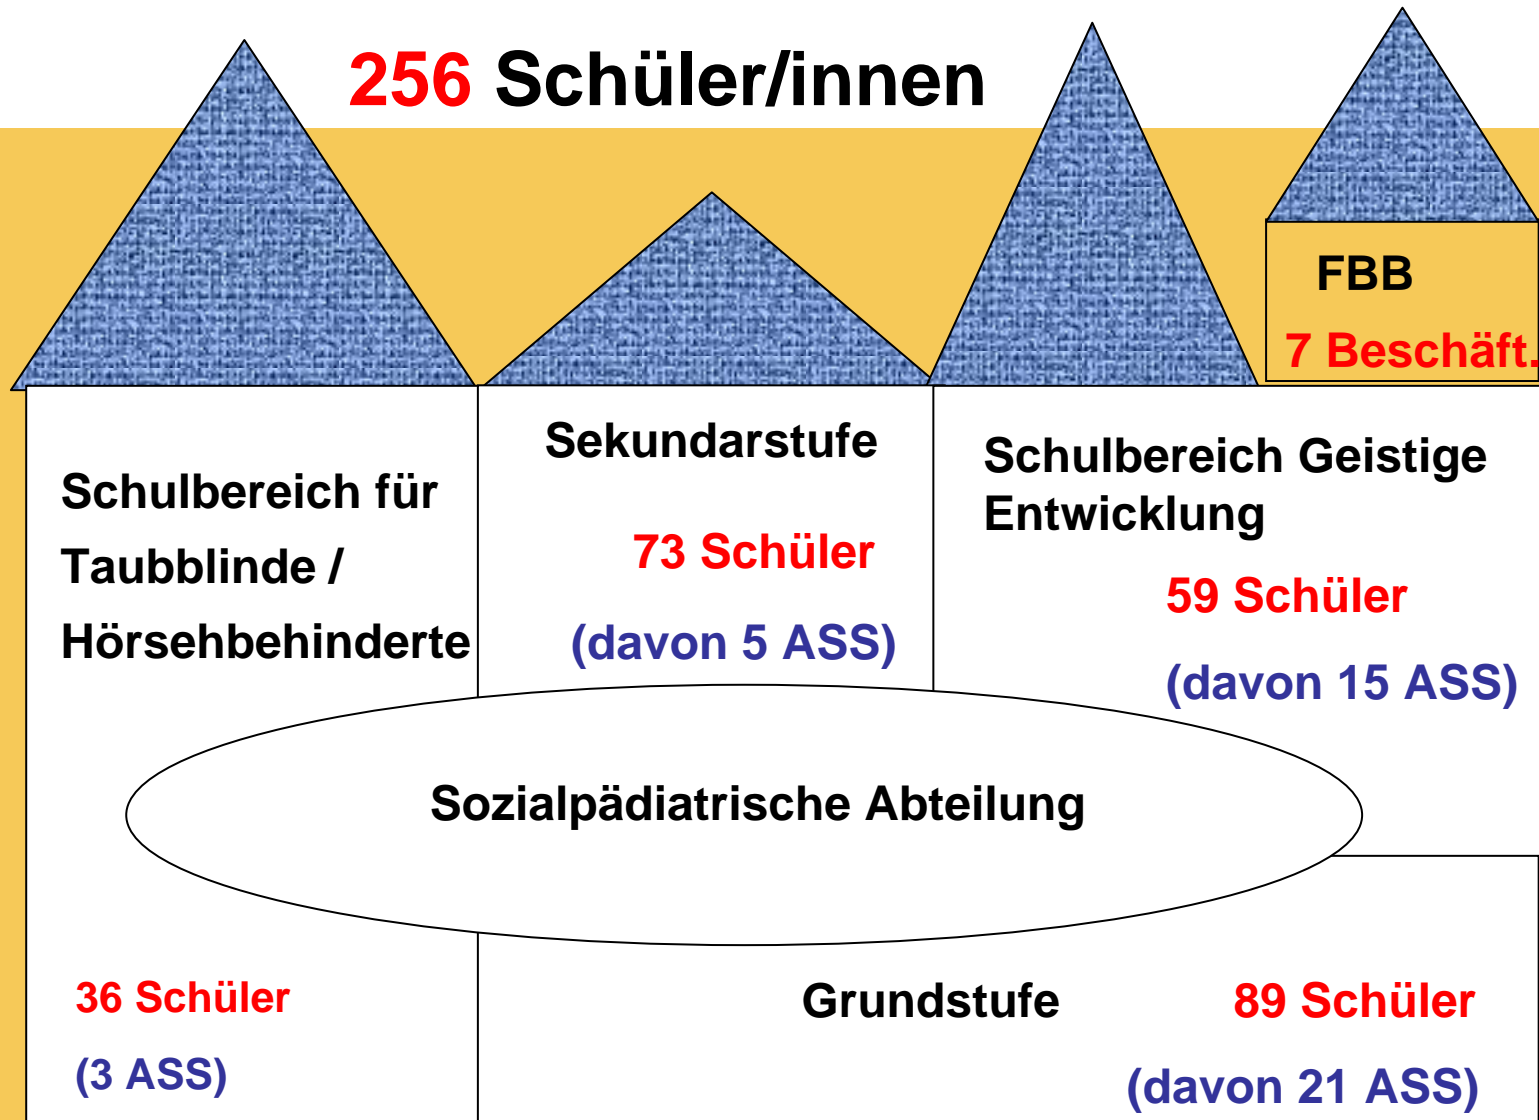 256 Schüler/innen
FBB
7 Beschäft.
Schulbereich für
Taubblinde /
Hörsehbehinderte
36 Schüler
(3 ASS)
Sekundarstufe
73 Schüler
(davon 5 ASS)
Schulbereich Geistige
Entwicklung
59 Schüler
(davon 15 ASS)
Sozialpädiatrische Abteilung
Grundstufe 89 Schüler
(davon 21 ASS)